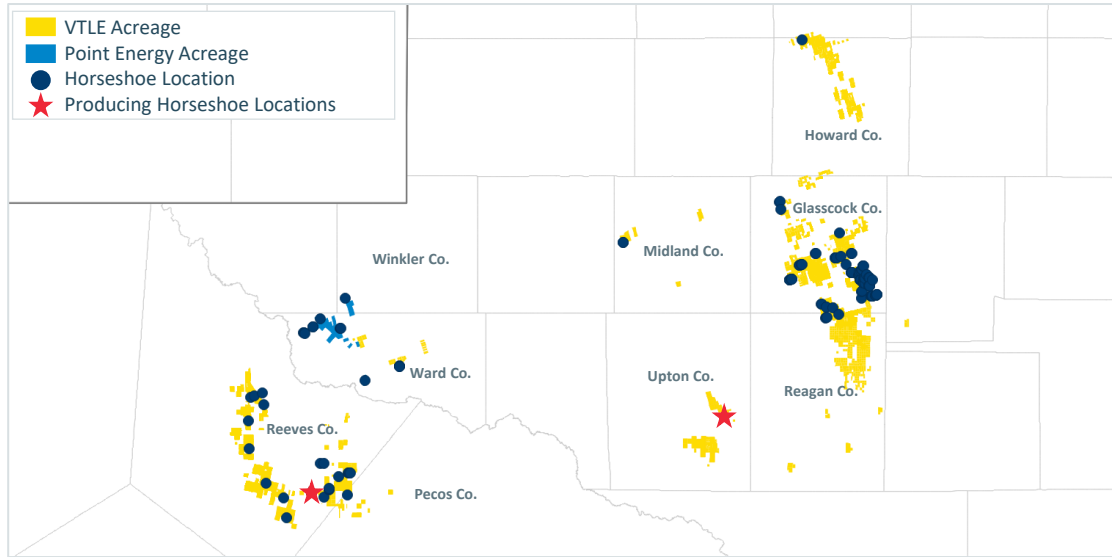 VTLE Acreage
Point Energy Acreage
Horseshoe Location
Producing Horseshoe Locations
Howard Co.
Glasscock Co.
Winkler Co.
Midland Co.
Ward Co.
Upton Co.
Reagan Co.
Reeves Co.
Pecos Co.